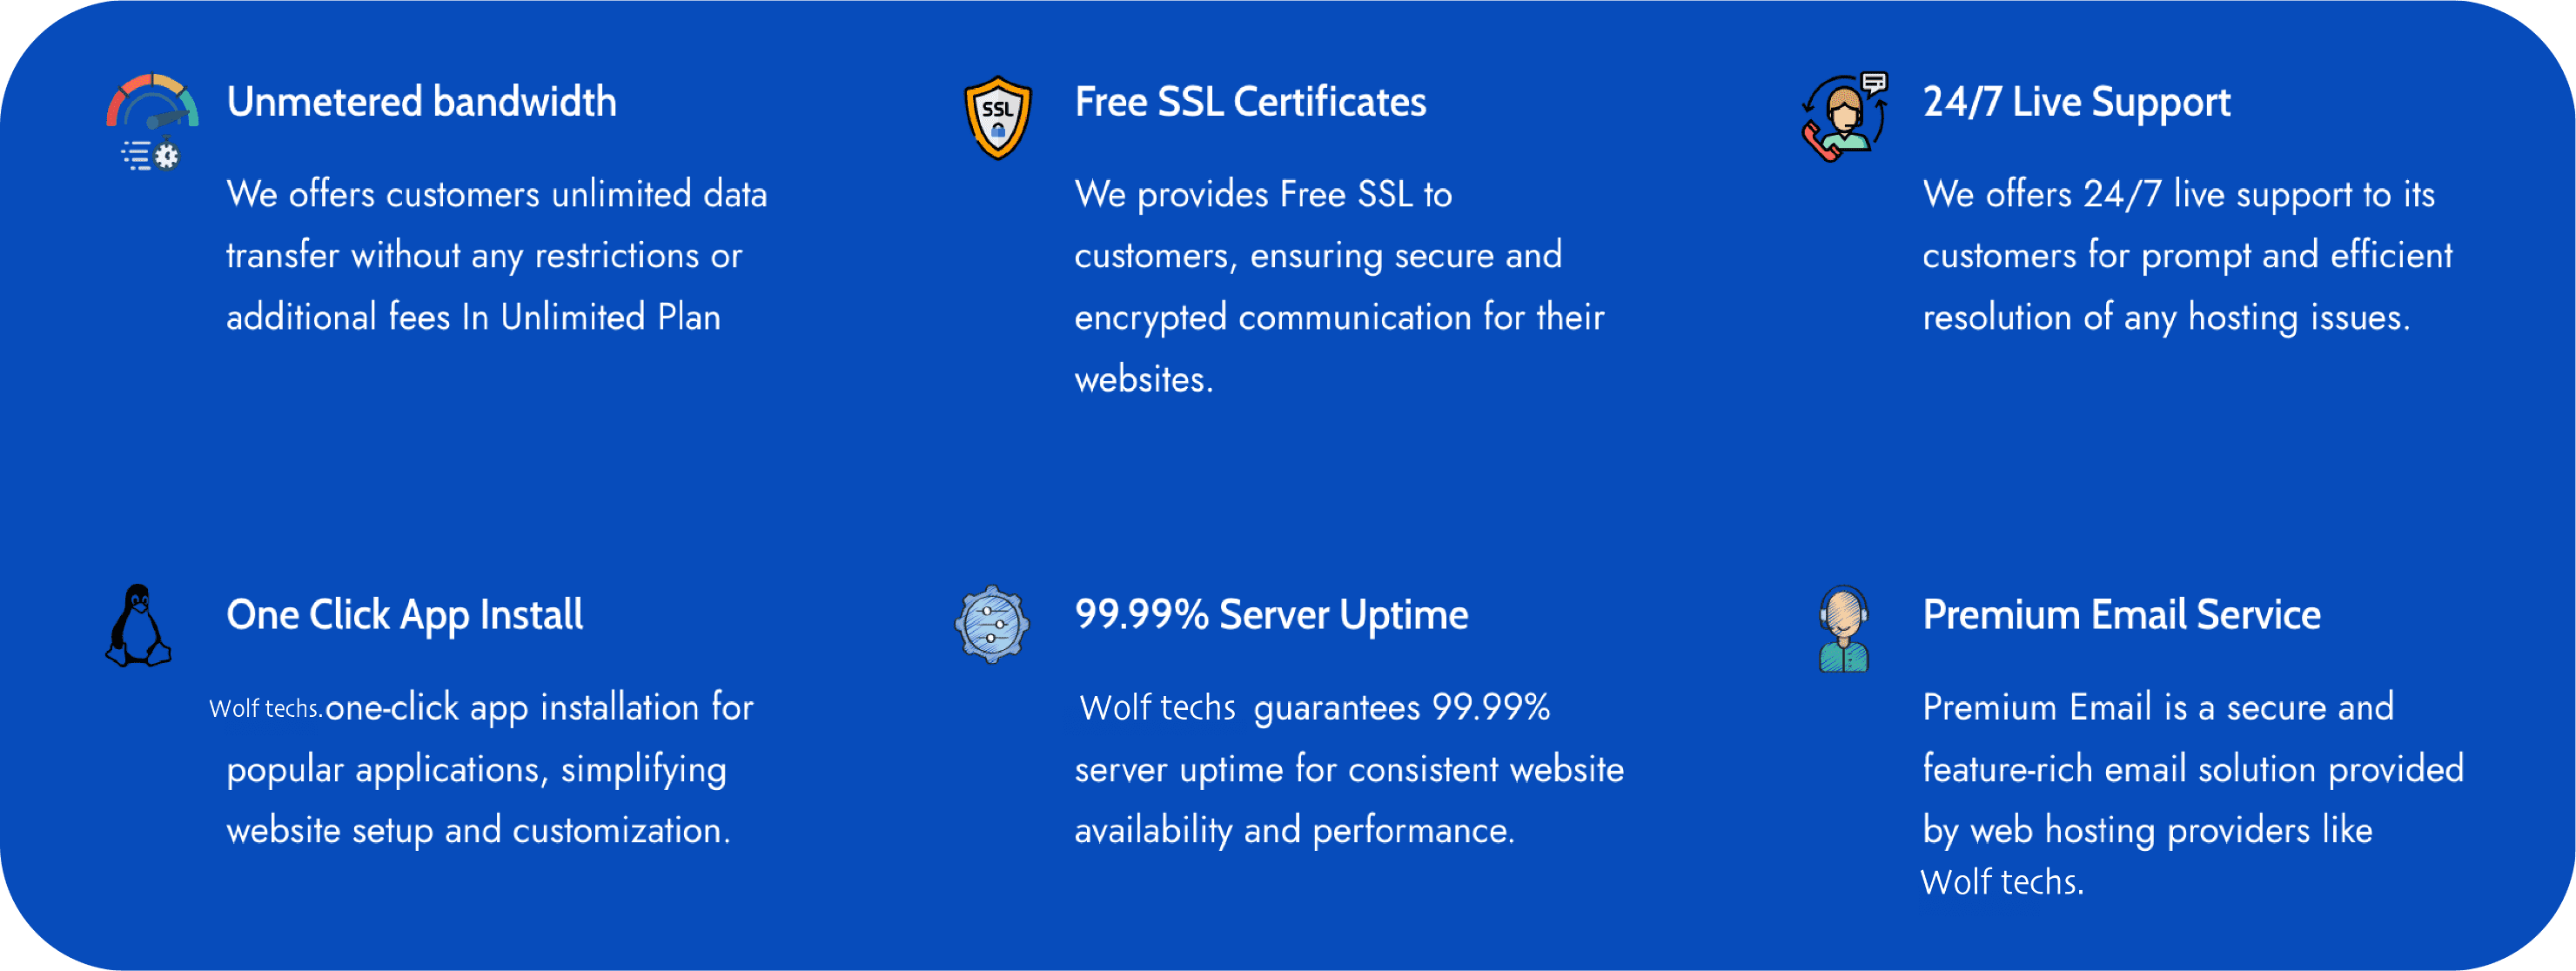 Unmetered bandwidth
We offers customers unlimited data
transfer without any restrictions or
additional fees In Unlimited Plan
SSL
Free SSL Certificates
We provides Free SSL to
customers, ensuring secure and
encrypted communication for their
websites.
24/7 Live Support
We offers 24/7 live support to its
customers for prompt and efficient
resolution of any hosting issues.
One Click App Install
Wolf techs.one-click app installation for
popular applications, simplifying
website setup and customization.
99.99% Server Uptime
Wolf techs guarantees 99.99%
server uptime for consistent website
availability and performance.
Premium Email Service
Premium Email is a secure and
feature-rich email solution provided
by web hosting providers like
Wolf techs.